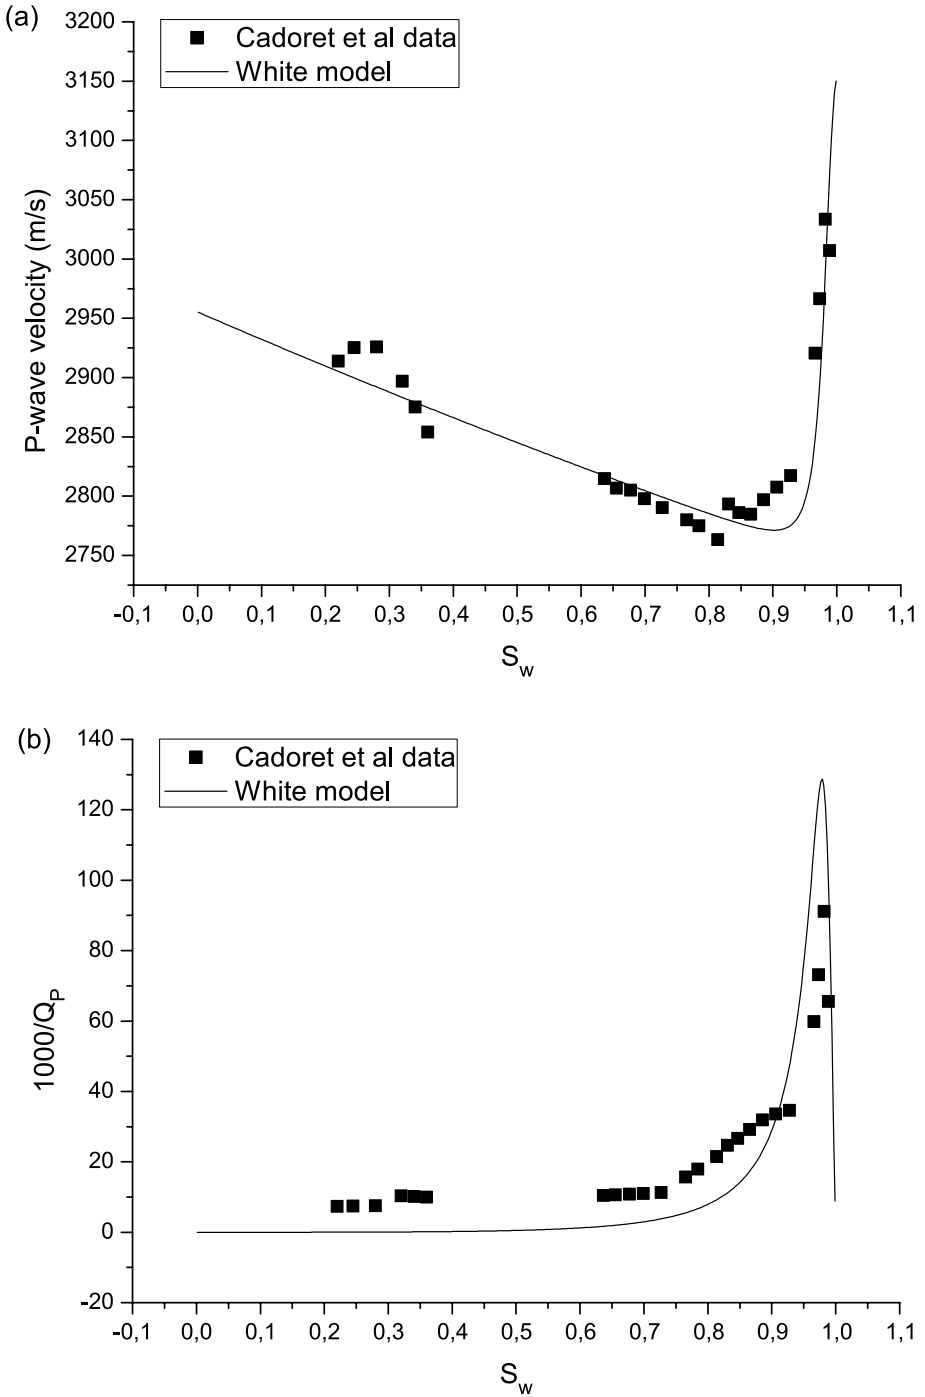 (a)
3200
3150
3100
3050
3000
2950
2900
2850
2800
2750
P-wave velocity (m/s)
Cadoret et al data
White model
-0,1 0,0 0,1 0,2 0,3 0,4 0,5 0,6 0,7 0,8 0,9 1,0 1,1
Sw
(b)
140
120
100
80
60
40
20
0
-20
1000/QP
Cadoret et al data
White model
-0,1 0,0 0,1 0,2 0,3 0,4 0,5 0,6 0,7 0,8 0,9 1,0 1,1
Sw